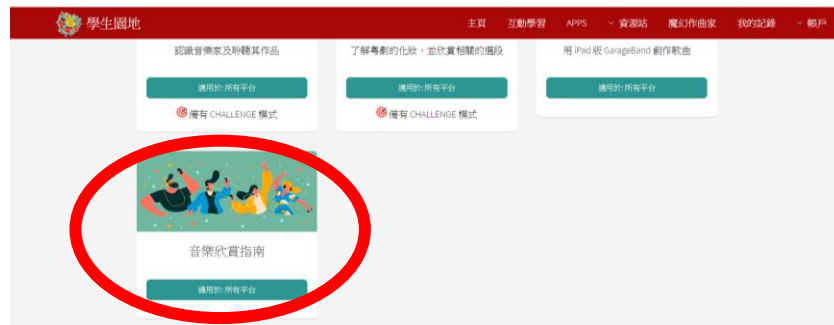 學生園地
主頁 互動學習 APPS 資源站 魔幻作曲家 我的記錄 帳戶
認識音樂家及聆聽其作品
適用於:所有平台
備有 CHALLENGE 模式
了解粵劇的化妝，並欣賞相關的選段
適用於:所有平台
備有 CHALLENGE 模式
用 iPad 版 GarageBand 創作歌曲
適用於:所有平台
音樂欣賞指南
適用於:所有平台